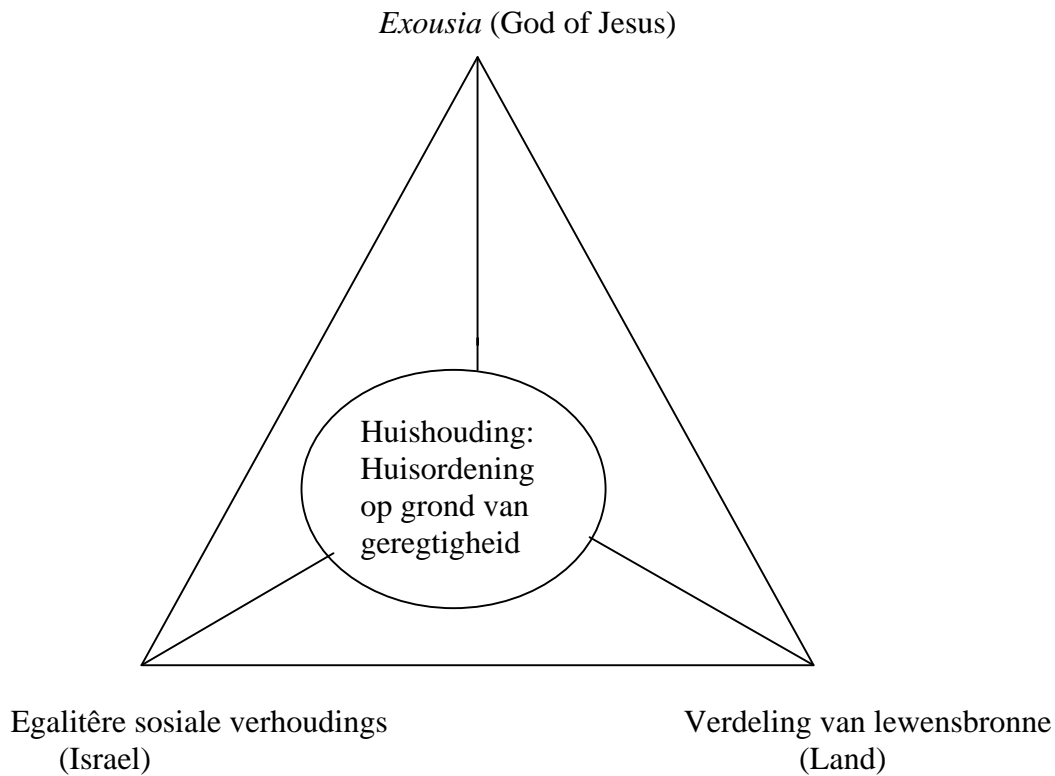 Exousia (God of Jesus)
Huishouding:
Huisordening
op grond van
geregtigheid
Egalitêre sosiale verhoudings
(Israel)
Verdeling van lewensbronne
(Land)